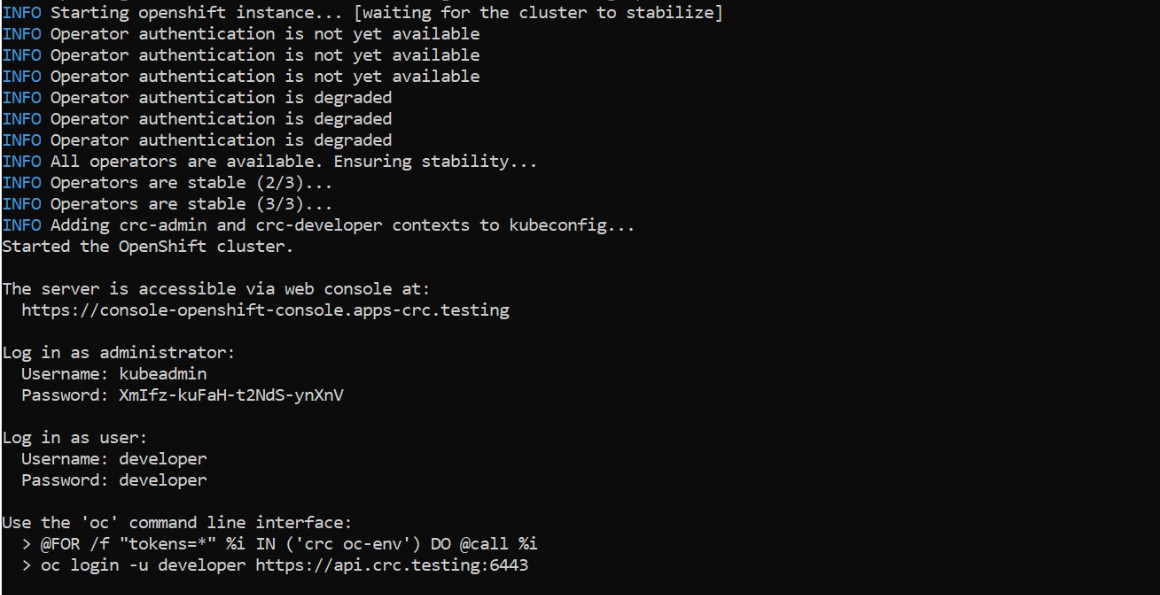 INFO Starting openshift instance... [waiting for the cluster to stabilize]
INFO Operator authentication is not yet available
INFO Operator authentication is not yet available
INFO Operator authentication is not yet available
INFO Operator authentication is degraded
INFO Operator authentication is degraded
INFO Operator authentication is degraded
INFO All operators are available. Ensuring stability...
INFO Operators are stable (2/3)...
INFO Operators are stable (3/3)...
INFO Adding crc-admin and crc-developer contexts to kubeconfig...
Started the OpenShift cluster.
The server is accessible via web console at:
https://console-openshift-console.apps-crc.testing
Log in as administrator:
Username: kubeadmin
Password: XmIfz-kuFaH-t2NdS-ynXnV
Log in as user:
Username: developer
Password: developer
Use the 'oc' command line interface:
> @FOR /f "tokens=*" %i IN ('crc oc-env') DO @call %i
> oc login -u developer https://api.crc.testing:6443